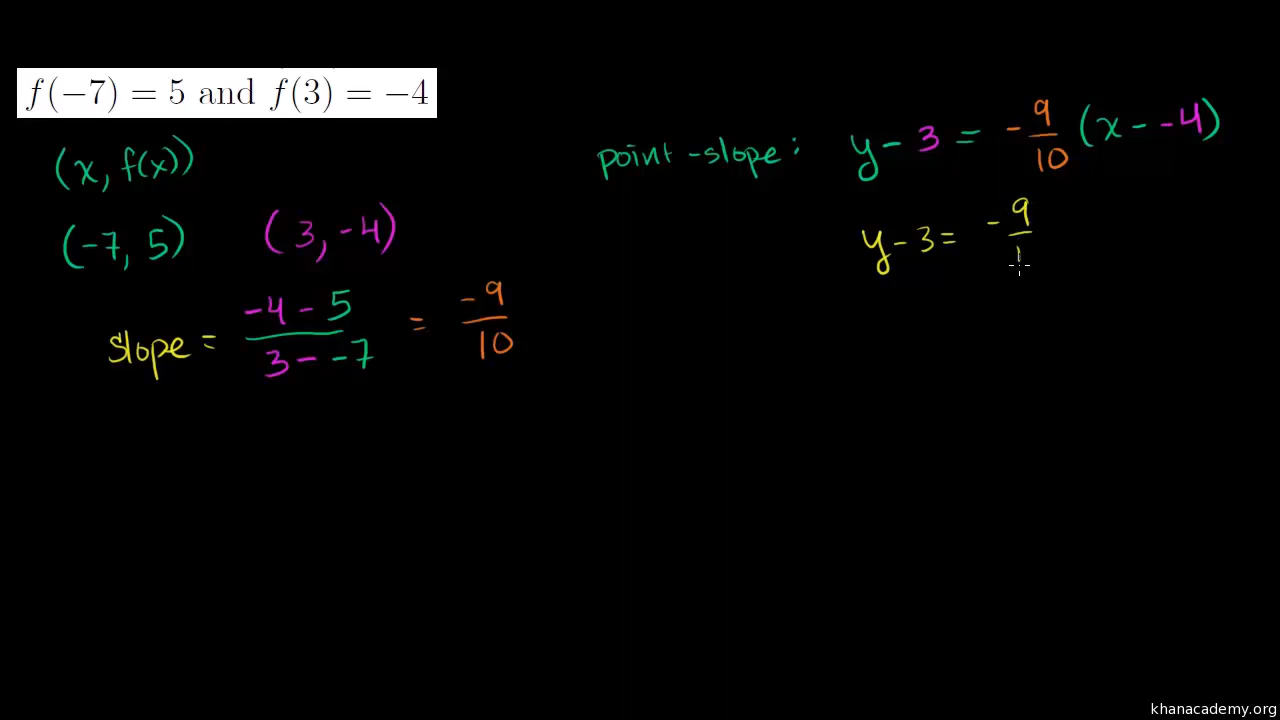 f(−7) = 5 and f(3) = −4
(x, f(x))
(-7, 5) (3, -4)
slope = -4 - 5 / 3 - -7 = -9 / 10
point-slope: y - 3 = -9/10 (x - -4)
y - 3 = -9/1
khanacademy.org